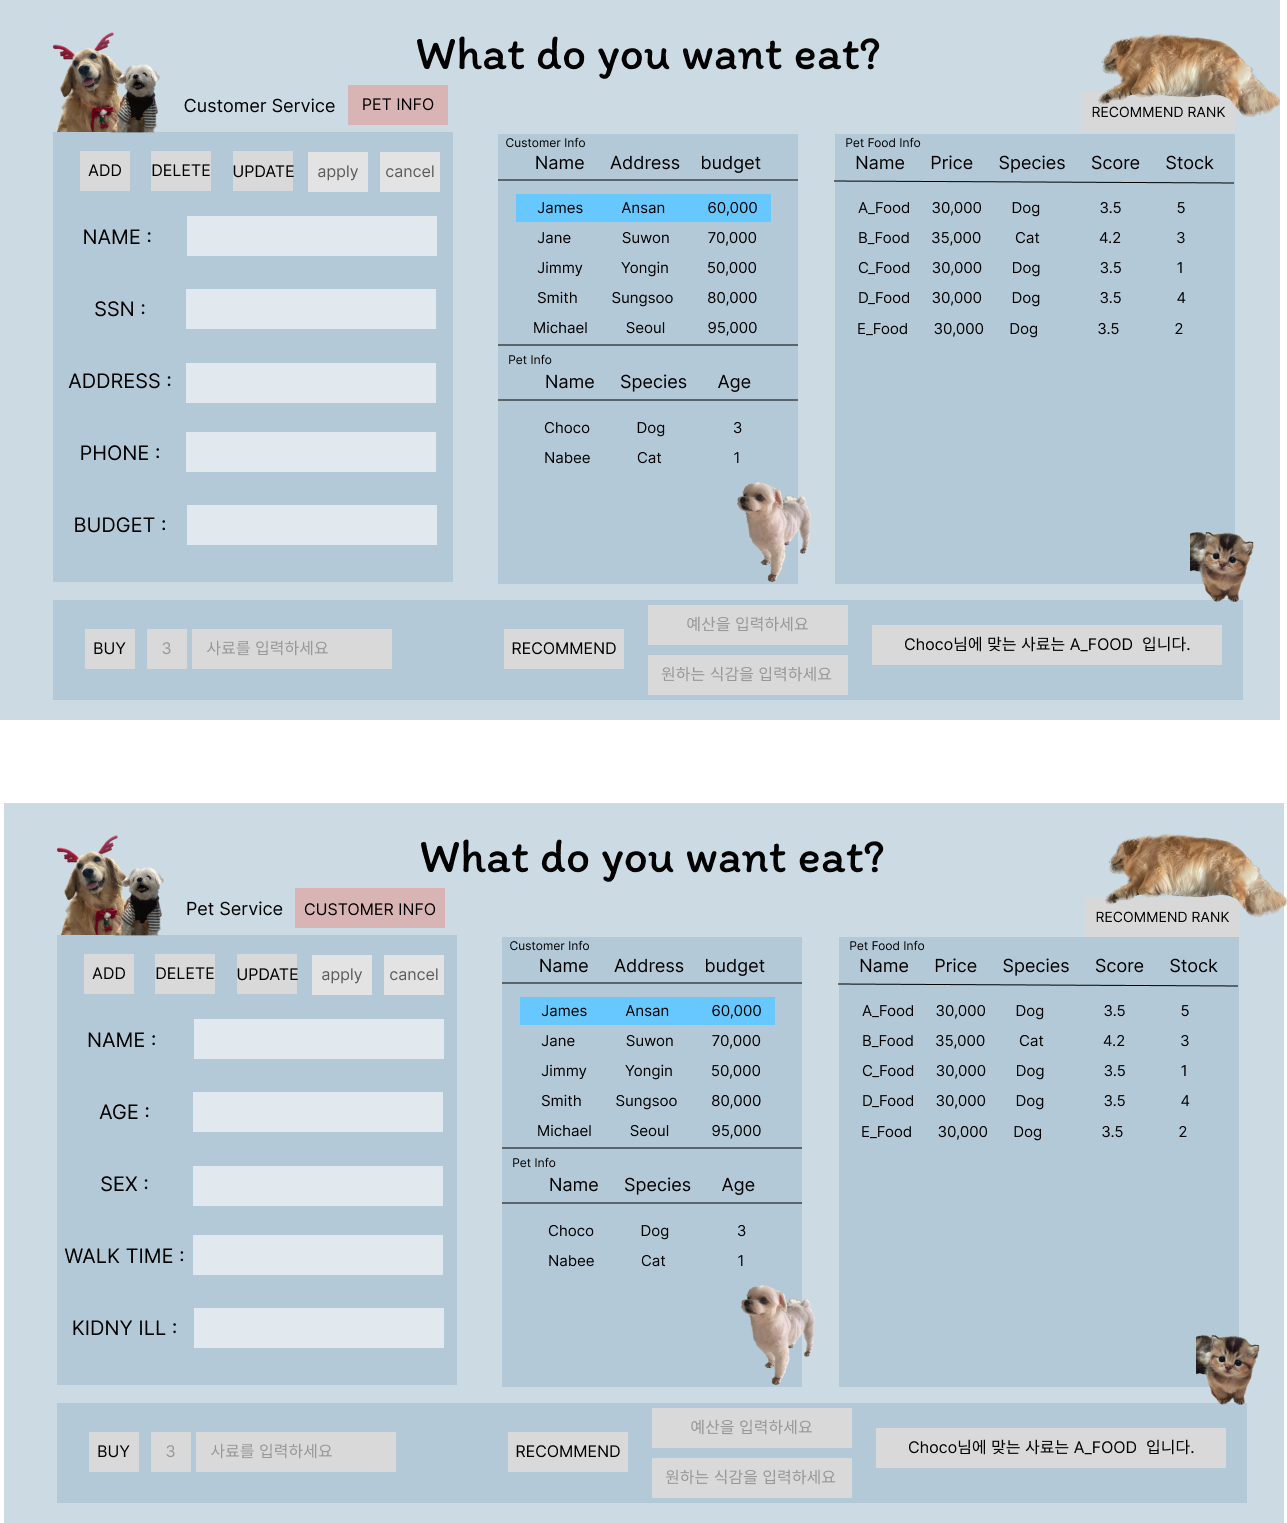 What do you want eat?
Customer Service PET INFO
RECOMMEND RANK
ADD DELETE UPDATE apply cancel
NAME :
SSN :
ADDRESS :
PHONE :
BUDGET :
Customer Info
Name Address budget
James Ansan 60,000
Jane Suwon 70,000
Jimmy Yongin 50,000
Smith Sungsoo 80,000
Michael Seoul 95,000
Pet Info
Name Species Age
Choco Dog 3
Nabee Cat 1
Pet Food Info
Name Price Species Score Stock
A_Food 30,000 Dog 3.5 5
B_Food 35,000 Cat 4.2 3
C_Food 30,000 Dog 3.5 1
D_Food 30,000 Dog 3.5 4
E_Food 30,000 Dog 3.5 2
BUY 3 사료를 입력하세요
RECOMMEND
예산을 입력하세요
원하는 식감을 입력하세요
Choco님에 맞는 사료는 A_FOOD 입니다.
What do you want eat?
Pet Service CUSTOMER INFO
RECOMMEND RANK
ADD DELETE UPDATE apply cancel
NAME :
AGE :
SEX :
WALK TIME :
KIDNY ILL :
Customer Info
Name Address budget
James Ansan 60,000
Jane Suwon 70,000
Jimmy Yongin 50,000
Smith Sungsoo 80,000
Michael Seoul 95,000
Pet Info
Name Species Age
Choco Dog 3
Nabee Cat 1
Pet Food Info
Name Price Species Score Stock
A_Food 30,000 Dog 3.5 5
B_Food 35,000 Cat 4.2 3
C_Food 30,000 Dog 3.5 1
D_Food 30,000 Dog 3.5 4
E_Food 30,000 Dog 3.5 2
BUY 3 사료를 입력하세요
RECOMMEND
예산을 입력하세요
원하는 식감을 입력하세요
Choco님에 맞는 사료는 A_FOOD 입니다.